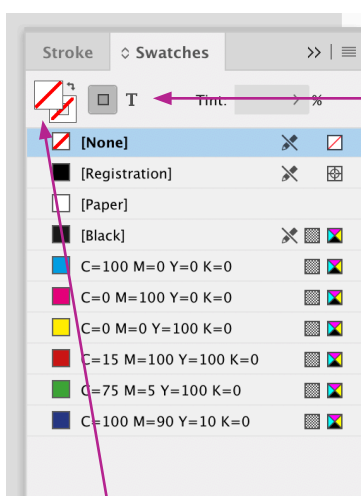 Stroke Swatches
T Tint: %
[None]
[Registration]
[Paper]
[Black]
C=100 M=0 Y=0 K=0
C=0 M=100 Y=0 K=0
C=0 M=0 Y=100 K=0
C=15 M=100 Y=100 K=0
C=75 M=5 Y=100 K=0
C=100 M=90 Y=10 K=0